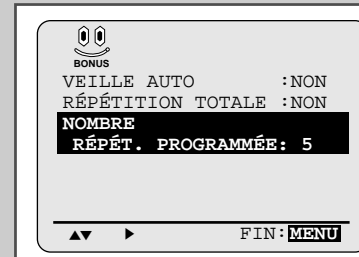 BONUS
VEILLE AUTO :NON
RÉPÉTITION TOTALE :NON
NOMBRE
RÉPÉT. PROGRAMMÉE: 5
▲▼ ▶ FIN:MENU